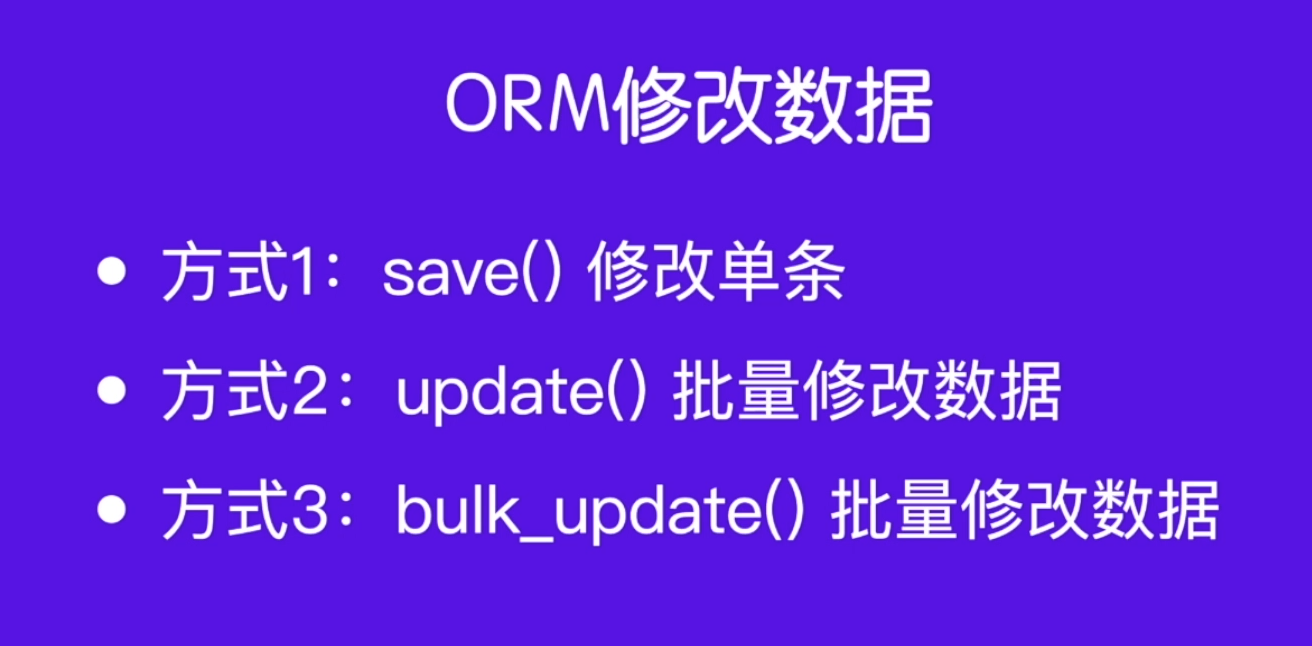 ORM修改数据
• 方式1：save() 修改单条
• 方式2：update() 批量修改数据
• 方式3：bulk_update() 批量修改数据